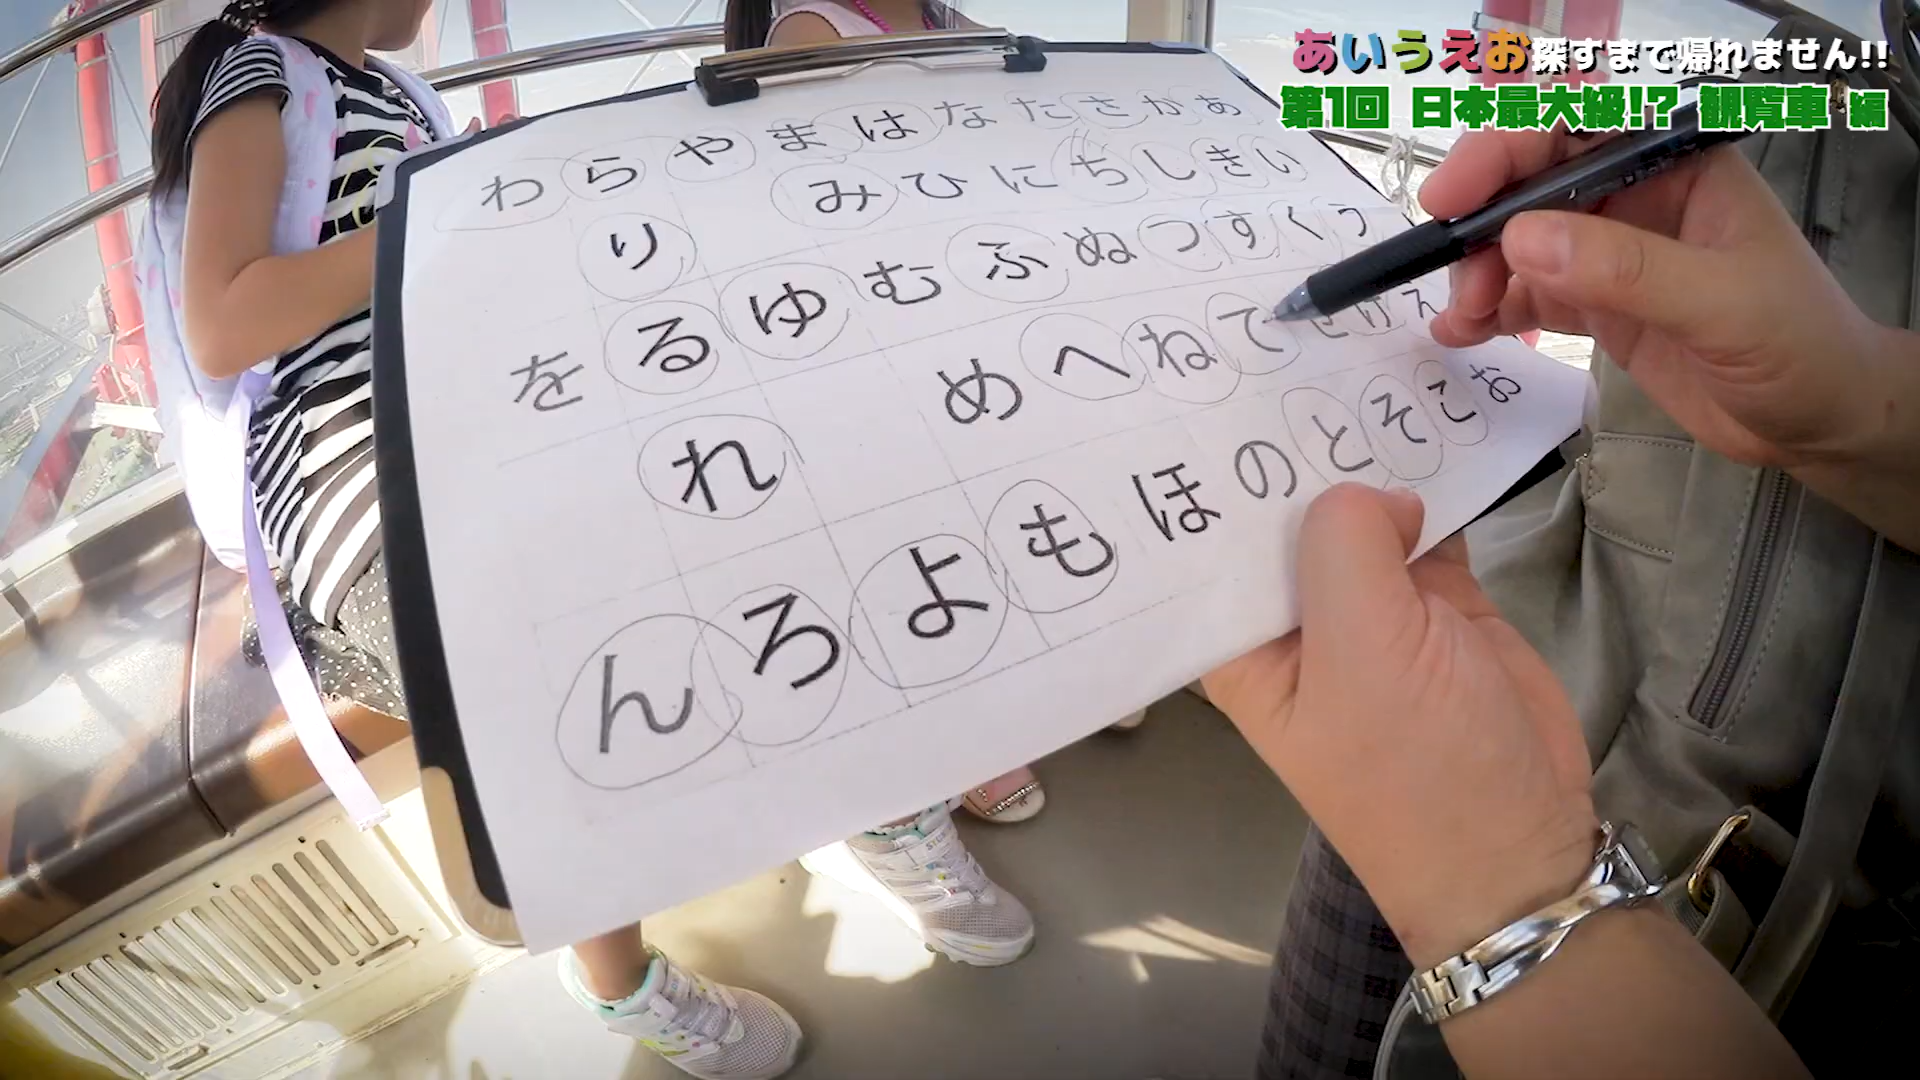 あいうえお探すまで帰れません!!
第1回 日本最大級!? 観覧車 編
わらやまはなたさかあ
りみひにちしきい
をるゆむふぬつすくう
れめへねてせけえ
んろよもほのとそこお